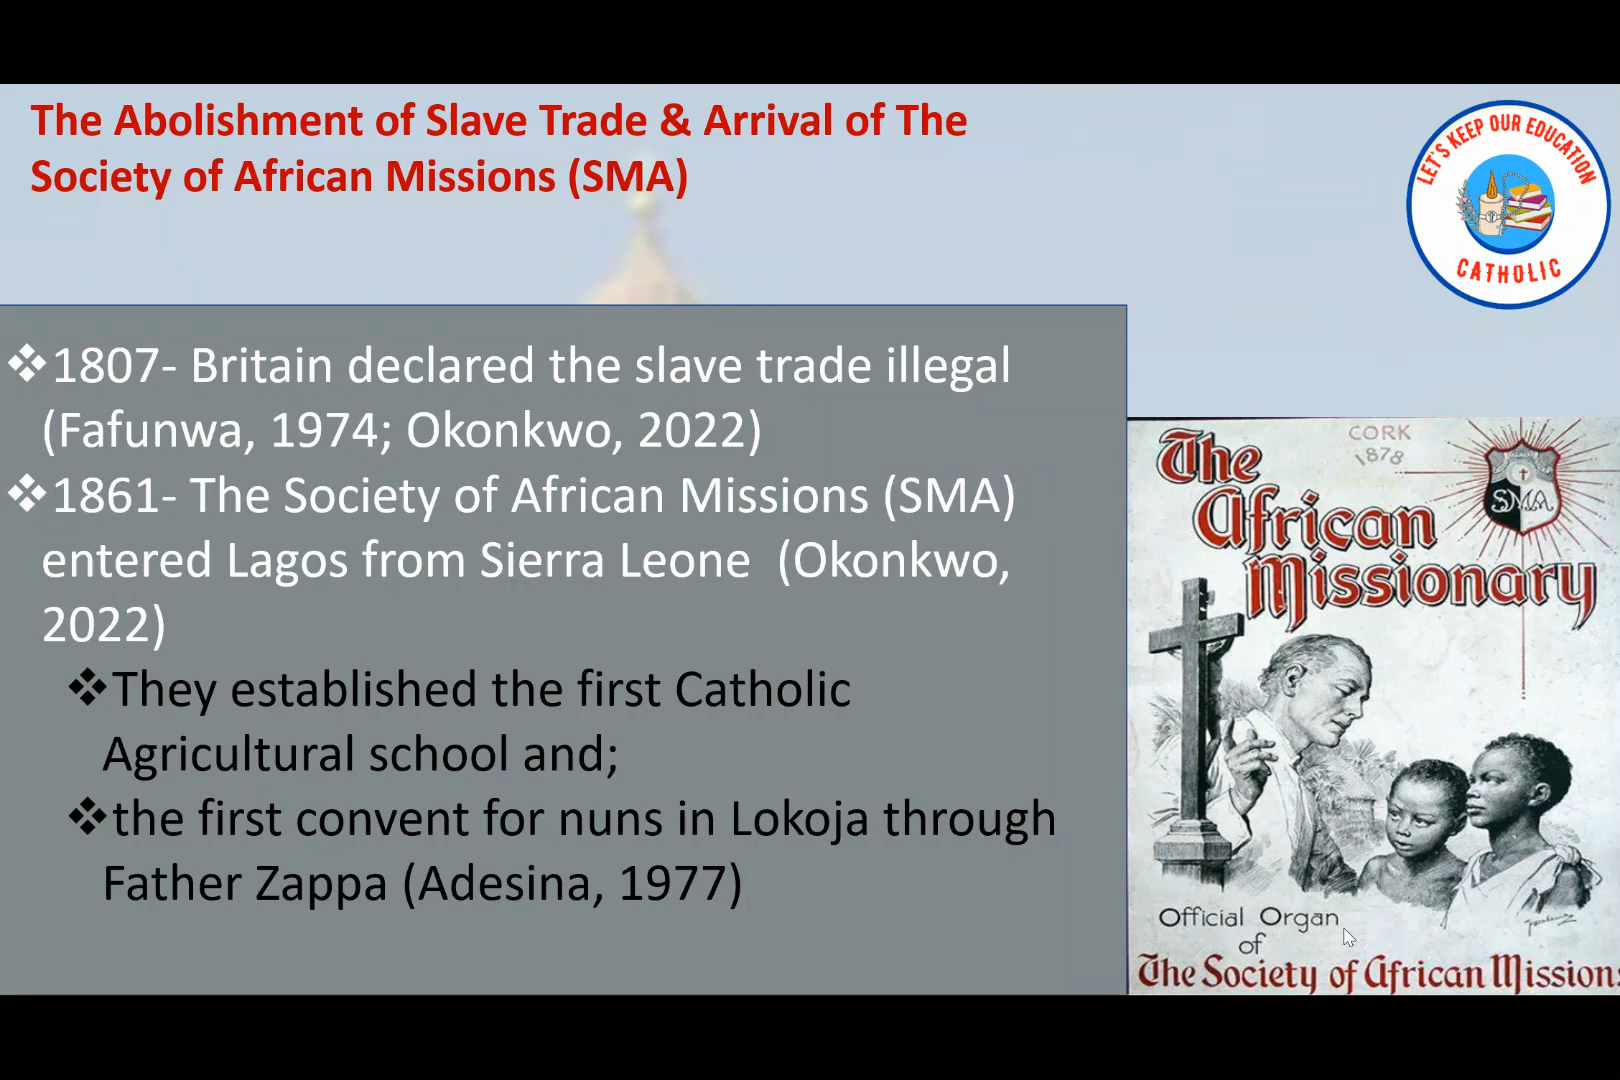 The Abolishment of Slave Trade & Arrival of The
Society of African Missions (SMA)
LET'S KEEP OUR EDUCATION
CATHOLIC
❖1807- Britain declared the slave trade illegal
(Fafunwa, 1974; Okonkwo, 2022)
❖1861- The Society of African Missions (SMA)
entered Lagos from Sierra Leone (Okonkwo,
2022)
❖They established the first Catholic
Agricultural school and;
❖the first convent for nuns in Lokoja through
Father Zappa (Adesina, 1977)
CORK
1878
The
African
Missionary
SMA
Official Organ
of
The Society of African Missions